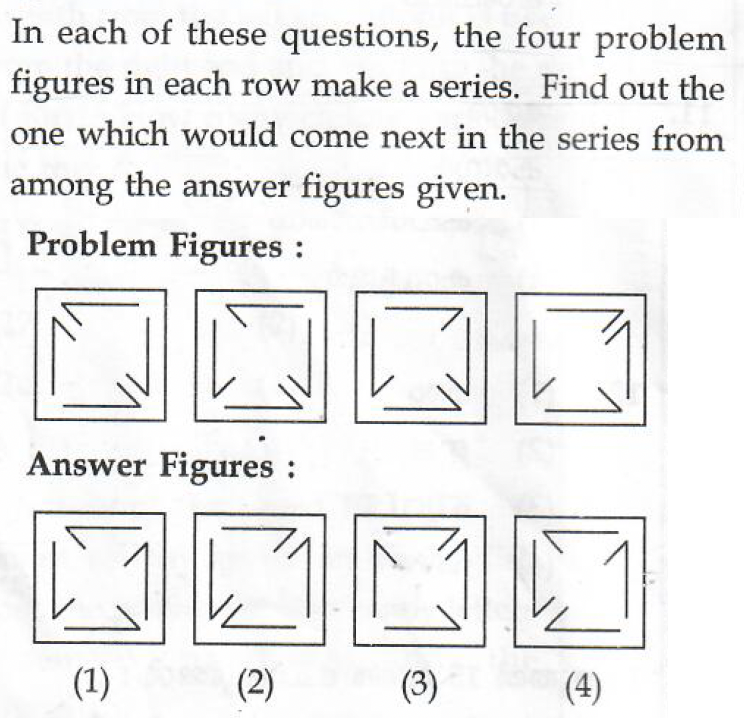 In each of these questions, the four problem
figures in each row make a series. Find out the
one which would come next in the series from
among the answer figures given.
Problem Figures :
Answer Figures :
(1) (2) (3) (4)